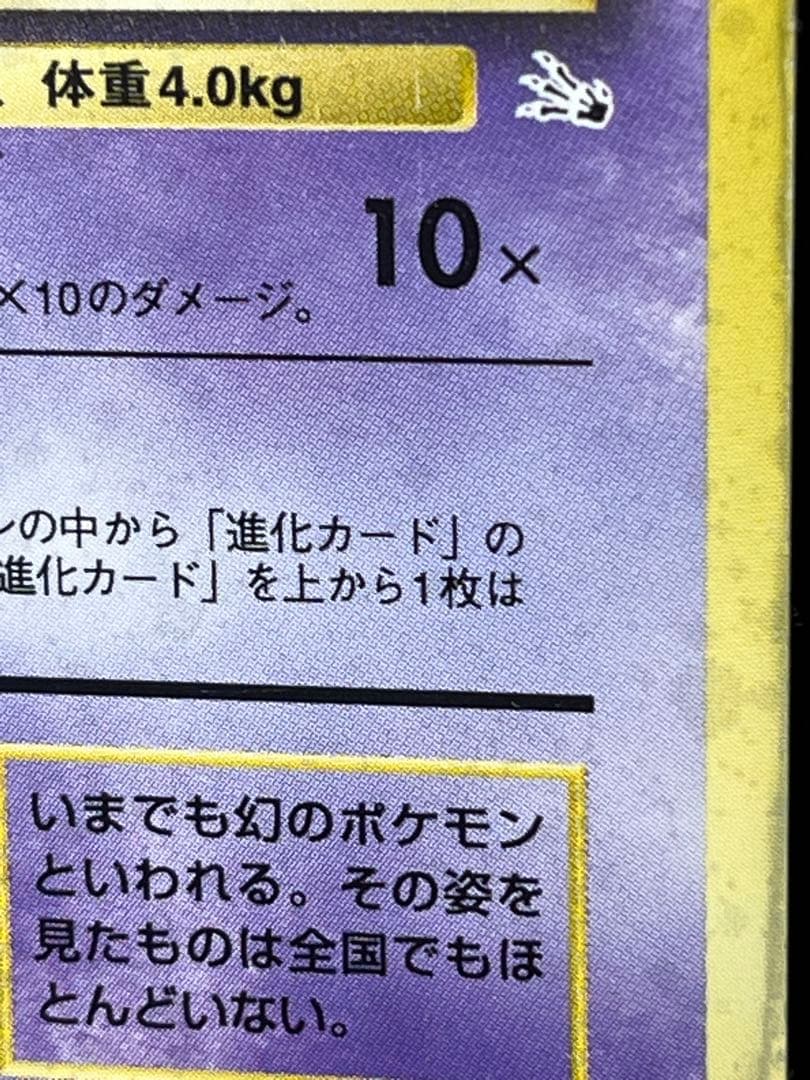 体重4.0kg
10×
×10のダメージ。
ンの中から「進化カード」の
進化カード」を上から1枚は
いまでも幻のポケモン
といわれる。その姿を
見たものは全国でもほ
とんどいない。